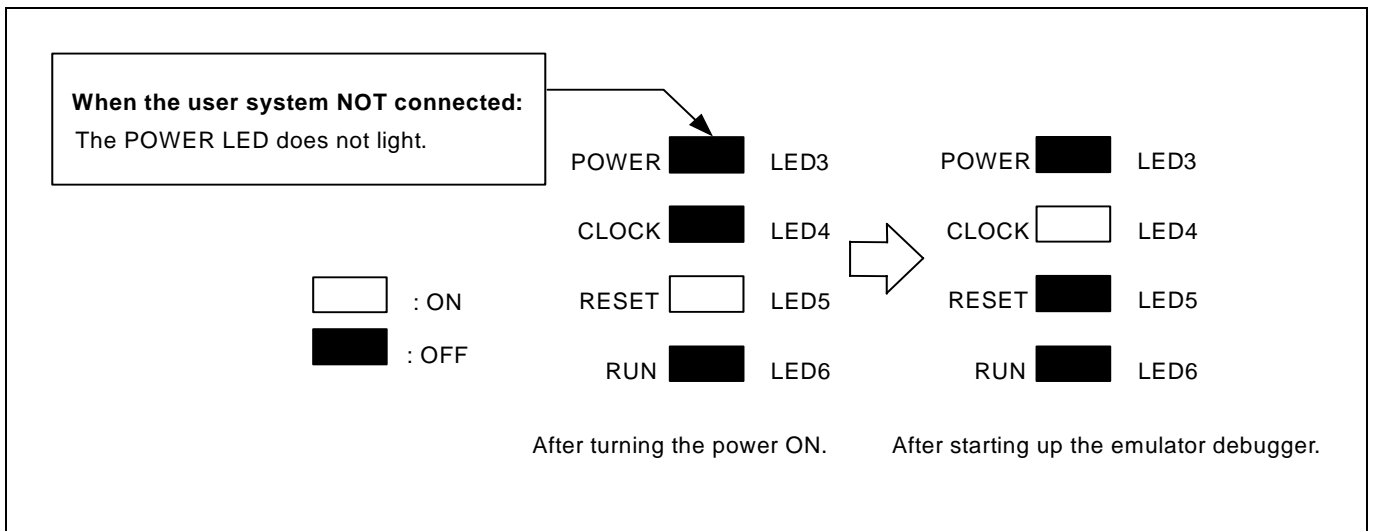 When the user system NOT connected:
The POWER LED does not light.
POWER LED3 POWER LED3
CLOCK LED4 CLOCK LED4
: ON RESET LED5 RESET LED5
: OFF
RUN LED6 RUN LED6
After turning the power ON. After starting up the emulator debugger.